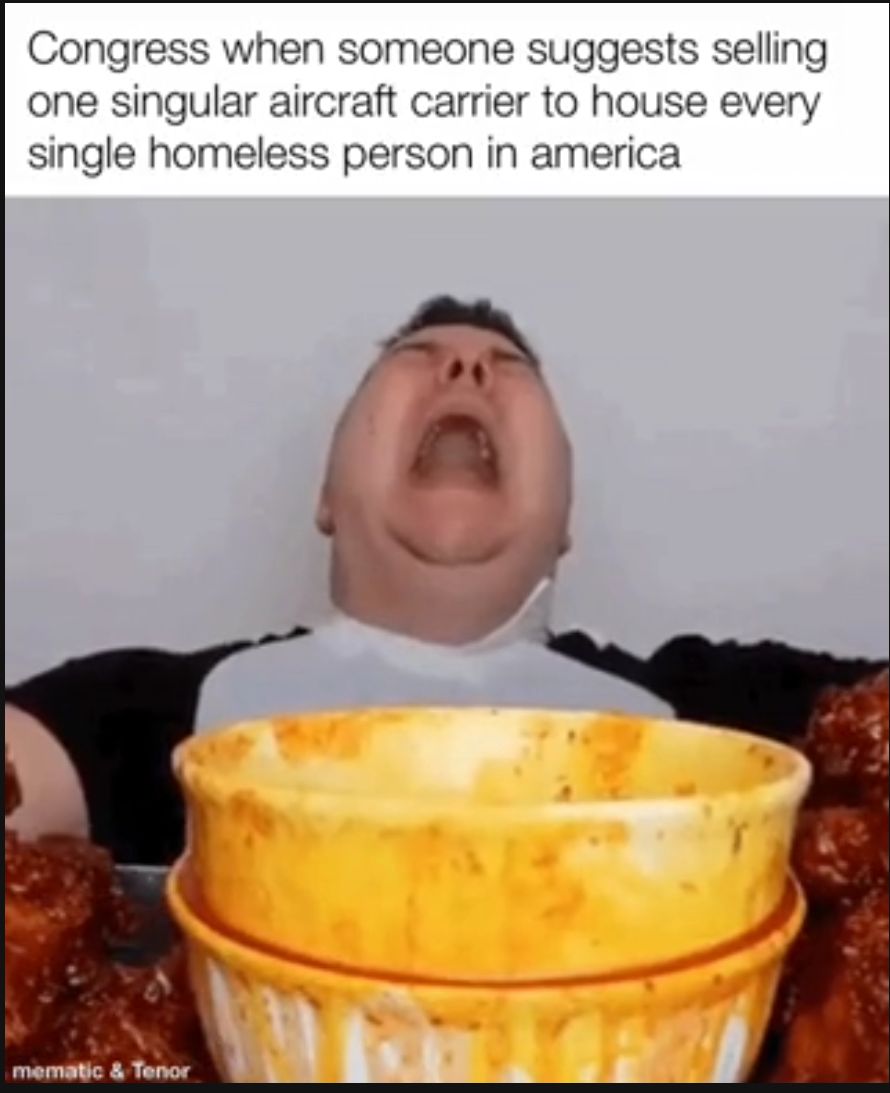 Congress when someone suggests selling
one singular aircraft carrier to house every
single homeless person in america
mematic & Tenor